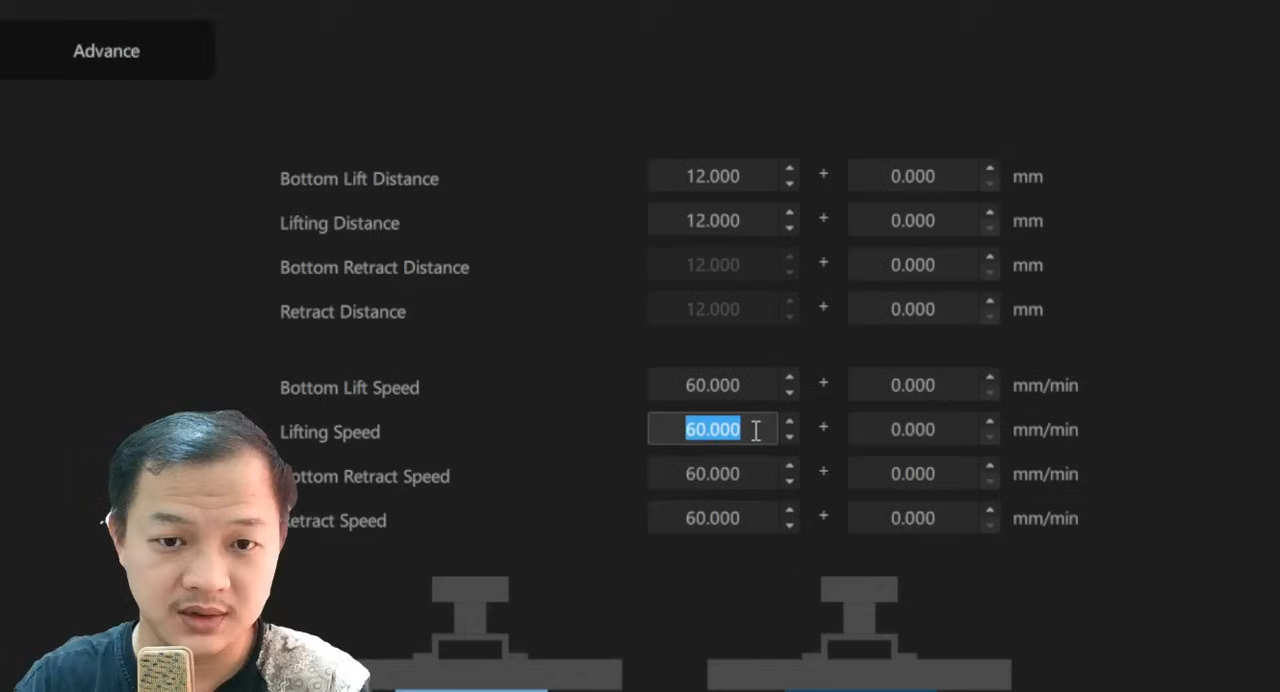 Advance
Bottom Lift Distance 12.000 + 0.000 mm
Lifting Distance 12.000 + 0.000 mm
Bottom Retract Distance 12.000 + 0.000 mm
Retract Distance 12.000 + 0.000 mm
Bottom Lift Speed 60.000 + 0.000 mm/min
Lifting Speed 60.000 + 0.000 mm/min
ottom Retract Speed 60.000 + 0.000 mm/min
etract Speed 60.000 + 0.000 mm/min